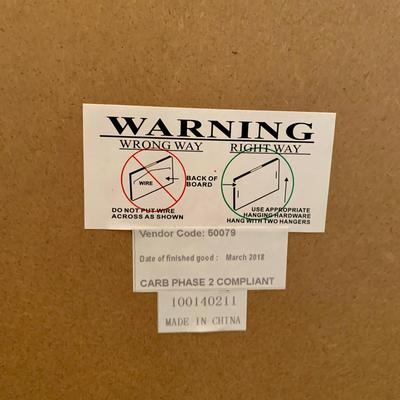 WARNING
WRONG WAY RIGHT WAY
WIRE
BACK OF
BOARD
DO NOT PUT WIRE
ACROSS AS SHOWN
USE APPROPRIATE
HANGING HARDWARE
HANG WITH TWO HANGERS
Vendor Code: 50079
Date of finished good : March 2018
CARB PHASE 2 COMPLIANT
100140211
MADE IN CHINA